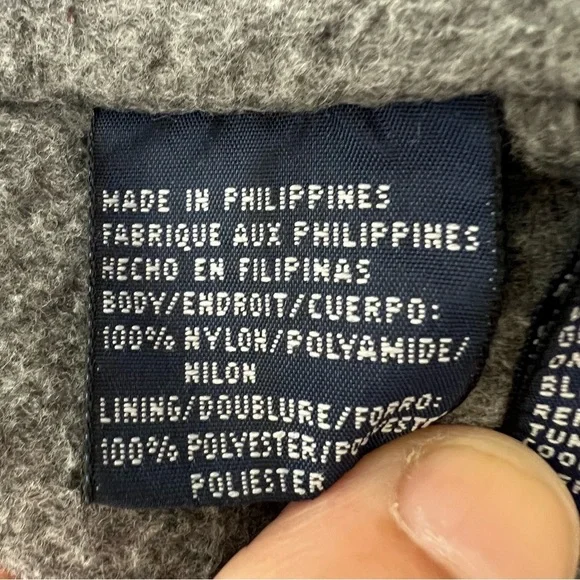 MADE IN PHILIPPINES
FABRIQUE AUX PHILIPPINES
HECHO EN FILIPINAS
BODY/ENDROIT/CUERPO:
100% NYLON/POLYAMIDE/
NILON
LINING/DOUBLURE/FORRO:
100% POLYESTER/POLYESTER
POLIESTER